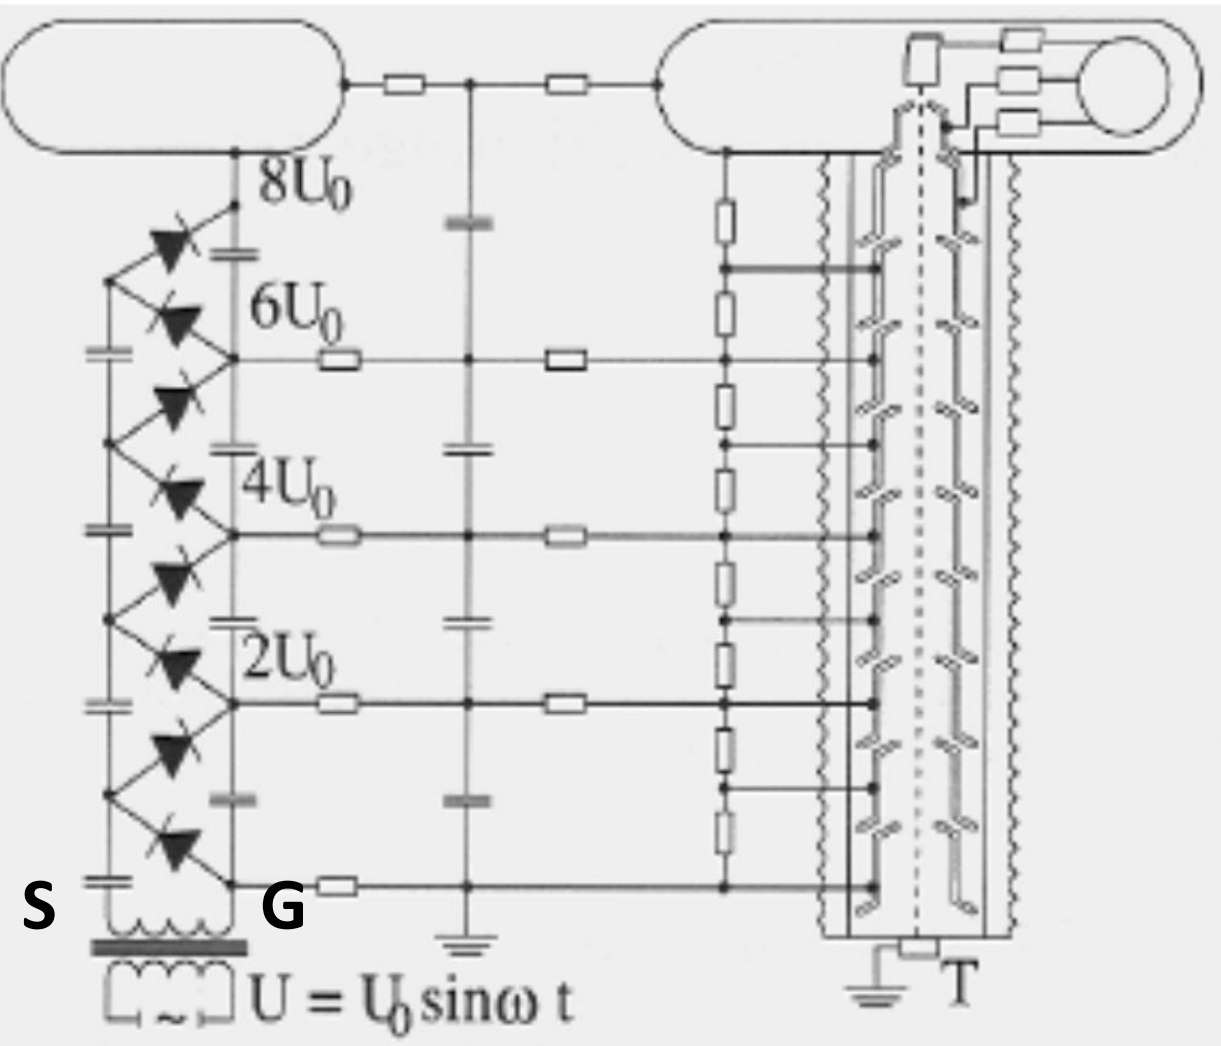 8U₀
6U₀
4U₀
2U₀
S
G
U = U₀ sinω t
~
T